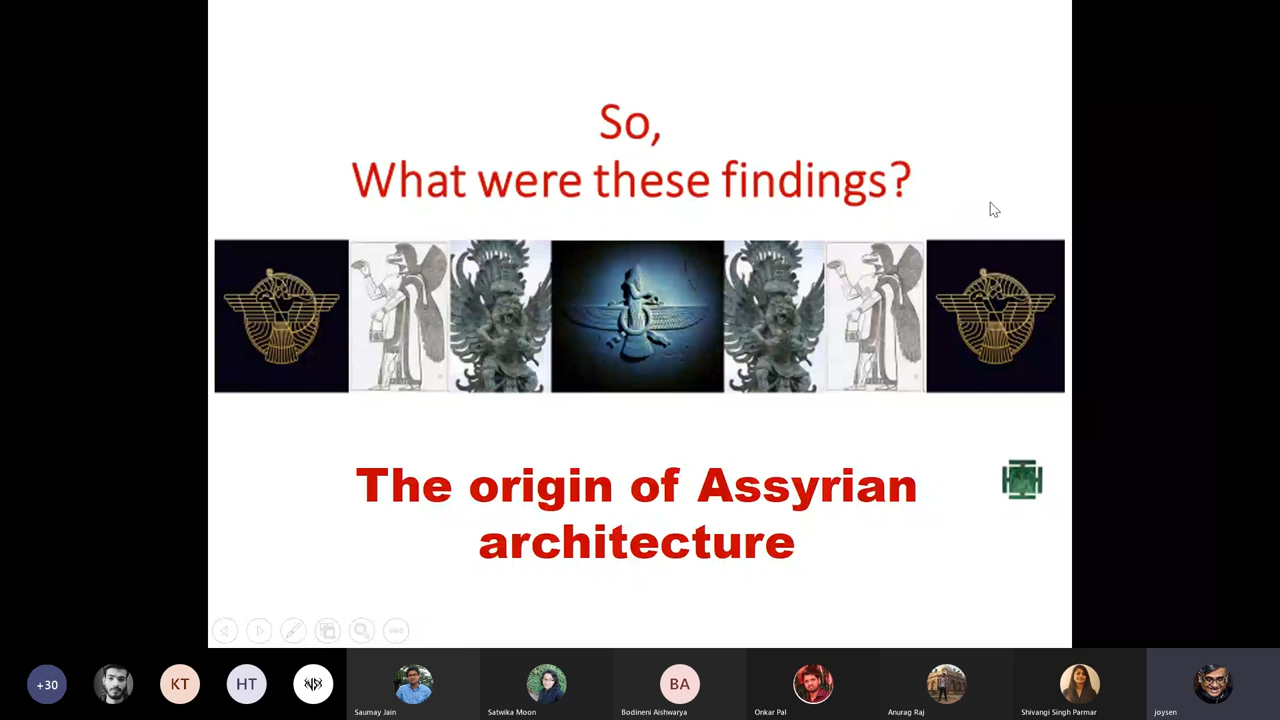 So,
What were these findings?
The origin of Assyrian
architecture
+30
KT
HT
BA
Saumay Jain
Satwika Moon
Bodineni Aishwarya
Onkar Pal
Anurag Raj
Shivangi Singh Parmar
joysen